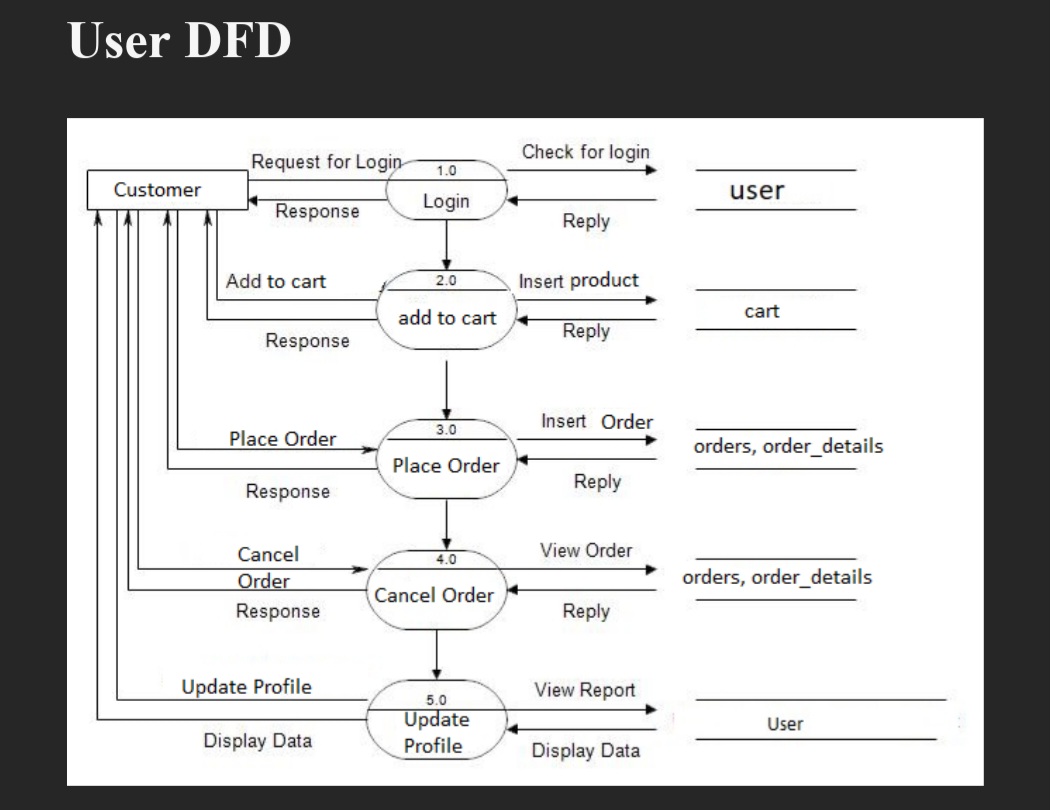 User DFD
Request for Login
Check for login
1.0
Customer
Login
user
Response
Reply
Add to cart
2.0
Insert product
add to cart
cart
Response
Reply
Place Order
3.0
Insert Order
Place Order
orders, order_details
Response
Reply
Cancel
Order
4.0
View Order
Cancel Order
orders, order_details
Response
Reply
Update Profile
5.0
View Report
Update
Profile
User
Display Data
Display Data